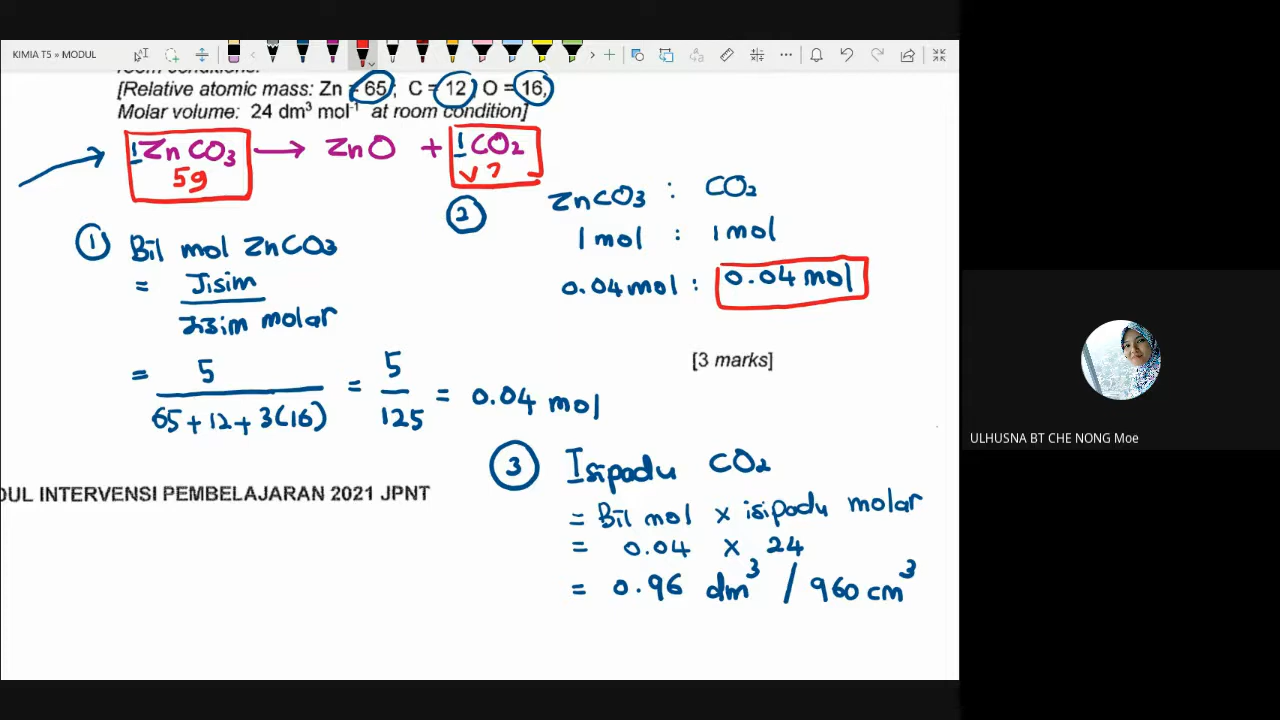 KIMIA T5 » MODUL
room conditions.
[Relative atomic mass: Zn = 65; C = 12, O = 16,
Molar volume: 24 dm³ mol⁻¹ at room condition]
1ZnCO₃ → ZnO + 1CO₂
5g V?
② ZnCO₃ : CO₂
1 mol : 1 mol
0.04 mol : 0.04 mol
① Bil mol ZnCO₃
= Jisim
Jisim molar
= 5 / 65+12+3(16) = 5 / 125 = 0.04 mol
[3 marks]
③ Isipadu CO₂
= Bil mol × isipadu molar
= 0.04 × 24
= 0.96 dm³ / 960 cm³
DUL INTERVENSI PEMBELAJARAN 2021 JPNT
ULHUSNA BT CHE NONG Moe